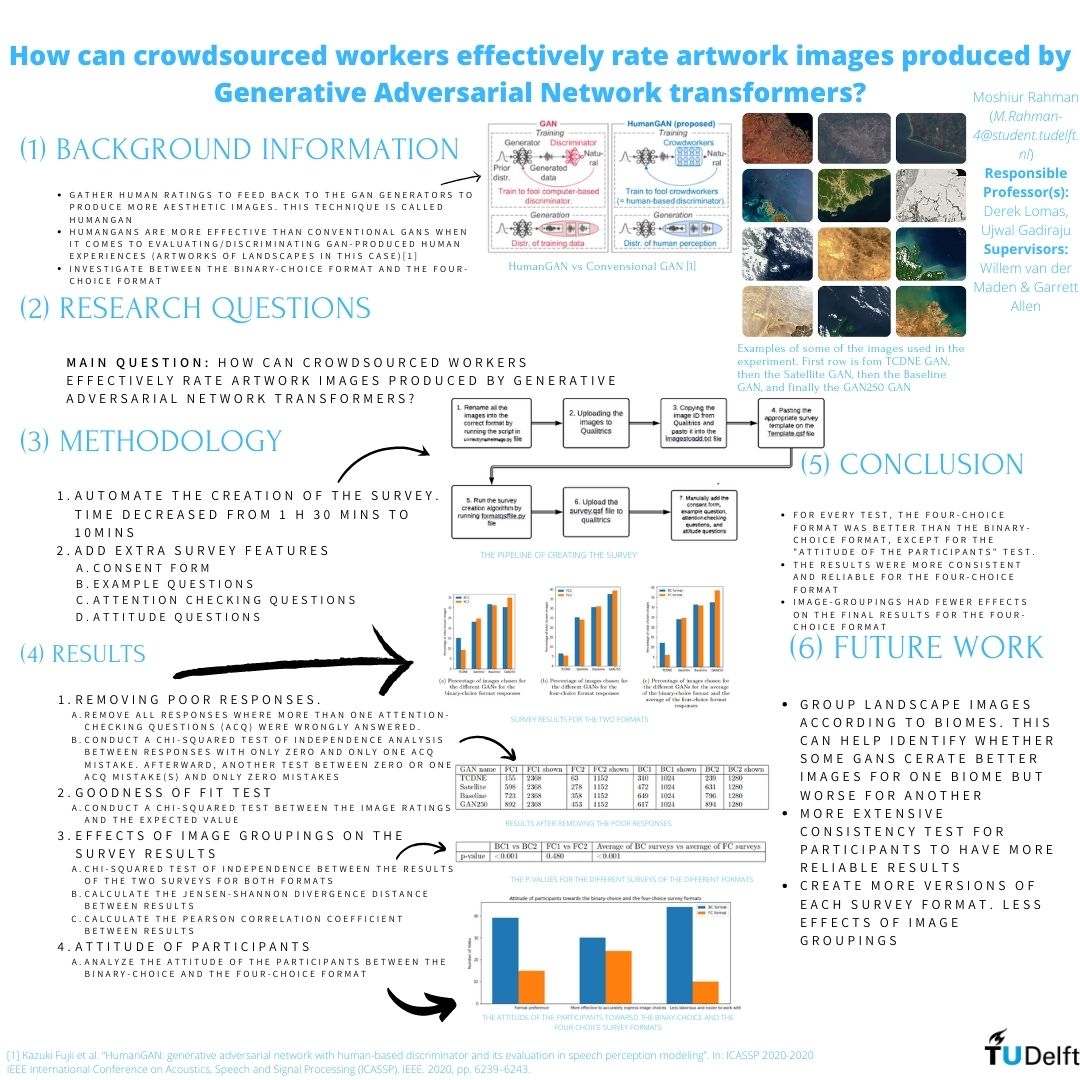 How can crowdsourced workers effectively rate artwork images produced by
Generative Adversarial Network transformers?
Moshiur Rahman
(M.Rahman-
4@student.tudelft.
nl)
Responsible
Professor(s):
Derek Lomas,
Ujwal Gadiraju
Supervisors:
Willem van der
Maden & Garrett
Allen
(1) BACKGROUND INFORMATION
GATHER HUMAN RATINGS TO FEED BACK TO THE GAN GENERATORS TO
PRODUCE MORE AESTHETIC IMAGES. THIS TECHNIQUE IS CALLED
HUMANGAN
HUMANGANS ARE MORE EFFECTIVE THAN CONVENTIONAL GANS WHEN
IT COMES TO EVALUATING/DISCRIMINATING GAN-PRODUCED HUMAN
EXPERIENCES (ARTWORKS OF LANDSCAPES IN THIS CASE)[1]
INVESTIGATE BETWEEN THE BINARY-CHOICE FORMAT AND THE FOUR-
CHOICE FORMAT
GAN
Training
Generator Discriminator
Natu-
ral
Prior
distr.
Generated
data
Train to fool computer-based
discriminator.
Generation
Distr. of training data
HumanGAN (proposed)
Training
Crowdworkers
Natu-
ral
Train to fool crowdworkers
(= human-based discriminator).
Generation
Distr. of human perception
HumanGAN vs Convensional GAN [1]
Examples of some of the images used in the
experiment. First row is fom TCDNE GAN,
then the Satellite GAN, then the Baseline
GAN, and finally the GAN250 GAN
(2) RESEARCH QUESTIONS
MAIN QUESTION: HOW CAN CROWDSOURCED WORKERS
EFFECTIVELY RATE ARTWORK IMAGES PRODUCED BY GENERATIVE
ADVERSARIAL NETWORK TRANSFORMERS?
(3) METHODOLOGY
1. AUTOMATE THE CREATION OF THE SURVEY.
TIME DECREASED FROM 1 H 30 MINS TO
10MINS
2. ADD EXTRA SURVEY FEATURES
A. CONSENT FORM
B. EXAMPLE QUESTIONS
C. ATTENTION CHECKING QUESTIONS
D. ATTITUDE QUESTIONS
1. Rename all the
images into the
correct format by
running the script in
file
2. Uploading the
images to
Qualitrics
3. Copying the
image ID from
Qualitrics and
paste it into the
file
4. Pasting the
appropriate survey
template on the
Template.qsf file
5. Run the survey
creation algorithm by
running formatqsffile.py
file
6. Upload the
survey.qsf file to
qualitrics
7. Manually add the
consent form,
example question,
attention checking
questions, and
attitude questions
THE PIPELINE OF CREATING THE SURVEY
(4) RESULTS
1. REMOVING POOR RESPONSES.
A. REMOVE ALL RESPONSES WHERE MORE THAN ONE ATTENTION-
CHECKING QUESTIONS (ACQ) WERE WRONGLY ANSWERED.
B. CONDUCT A CHI-SQUARED TEST OF INDEPENDENCE ANALYSIS
BETWEEN RESPONSES WITH ONLY ZERO AND ONLY ONE ACQ
MISTAKE. AFTERWARD, ANOTHER TEST BETWEEN ZERO OR ONE
ACQ MISTAKE(S) AND ONLY ZERO MISTAKES
2. GOODNESS OF FIT TEST
A. CONDUCT A CHI-SQUARED TEST BETWEEN THE IMAGE RATINGS
AND THE EXPECTED VALUE
3. EFFECTS OF IMAGE GROUPINGS ON THE
SURVEY RESULTS
A. CHI-SQUARED TEST OF INDEPENDENCE BETWEEN THE RESULTS
OF THE TWO SURVEYS FOR BOTH FORMATS
B. CALCULATE THE JENSEN-SHANNON DIVERGENCE DISTANCE
BETWEEN RESULTS
C. CALCULATE THE PEARSON CORRELATION COEFFICIENT
BETWEEN RESULTS
4. ATTITUDE OF PARTICIPANTS
A. ANALYZE THE ATTITUDE OF THE PARTICIPANTS BETWEEN THE
BINARY-CHOICE AND THE FOUR-CHOICE FORMAT
(a) Percentage of images chosen for
the different GANs for the
binary-choice format responses
(b) Percentage of images chosen for
the different GANs for the
four-choice format responses
(c) Percentage of images chosen for
the different GANs for the average
of the binary-choice format and the
average of the four-choice format
responses
SURVEY RESULTS FOR THE TWO FORMATS
GAN name FC1 FC1 shown FC2 FC2 shown BC1 BC1 shown BC2 BC2 shown
TCDNE 155 2368 63 1152 310 1024 239 1280
Satellite 598 2368 278 1152 472 1024 631 1280
Baseline 723 2368 358 1152 649 1024 796 1280
GAN250 892 2368 453 1152 617 1024 894 1280
RESULTS AFTER REMOVING THE POOR RESPONSES
BC1 vs BC2 FC1 vs FC2 Average of BC surveys vs average of FC surveys
p-value <0.001 0.480 <0.001
THE P-VALUES FOR THE DIFFERENT SURVEYS OF THE DIFFERENT FORMATS
Attitude of participants towards the binary-choice and the four-choice survey formats
BC format
FC format
Number of Votes
0 10 20 30 40
Format preference More effective to accurately express image choices Less laborious and easier to work with
THE ATTITUDE OF THE PARTICIPANTS TOWARSD THE BINAY-CHOICE AND THE
FOUR-CHOICE SURVEY FORMATS
(5) CONCLUSION
FOR EVERY TEST, THE FOUR-CHOICE
FORMAT WAS BETTER THAN THE BINARY-
CHOICE FORMAT, EXCEPT FOR THE
"ATTITUDE OF THE PARTICIPANTS" TEST.
THE RESULTS WERE MORE CONSISTENT
AND RELIABLE FOR THE FOUR-CHOICE
FORMAT
IMAGE-GROUPINGS HAD FEWER EFFECTS
ON THE FINAL RESULTS FOR THE FOUR-
CHOICE FORMAT
(6) FUTURE WORK
GROUP LANDSCAPE IMAGES
ACCORDING TO BIOMES. THIS
CAN HELP IDENTIFY WHETHER
SOME GANS CERATE BETTER
IMAGES FOR ONE BIOME BUT
WORSE FOR ANOTHER
MORE EXTENSIVE
CONSISTENCY TEST FOR
PARTICIPANTS TO HAVE MORE
RELIABLE RESULTS
CREATE MORE VERSIONS OF
EACH SURVEY FORMAT. LESS
EFFECTS OF IMAGE
GROUPINGS
[1] Kazuki Fujii et al. "HumanGAN: generative adversarial network with human-based discriminator and its evaluation in speech perception modeling". In: ICASSP 2020-2020
IEEE International Conference on Acoustics, Speech and Signal Processing (ICASSP). IEEE. 2020, pp. 6239–6243.
TUDelft